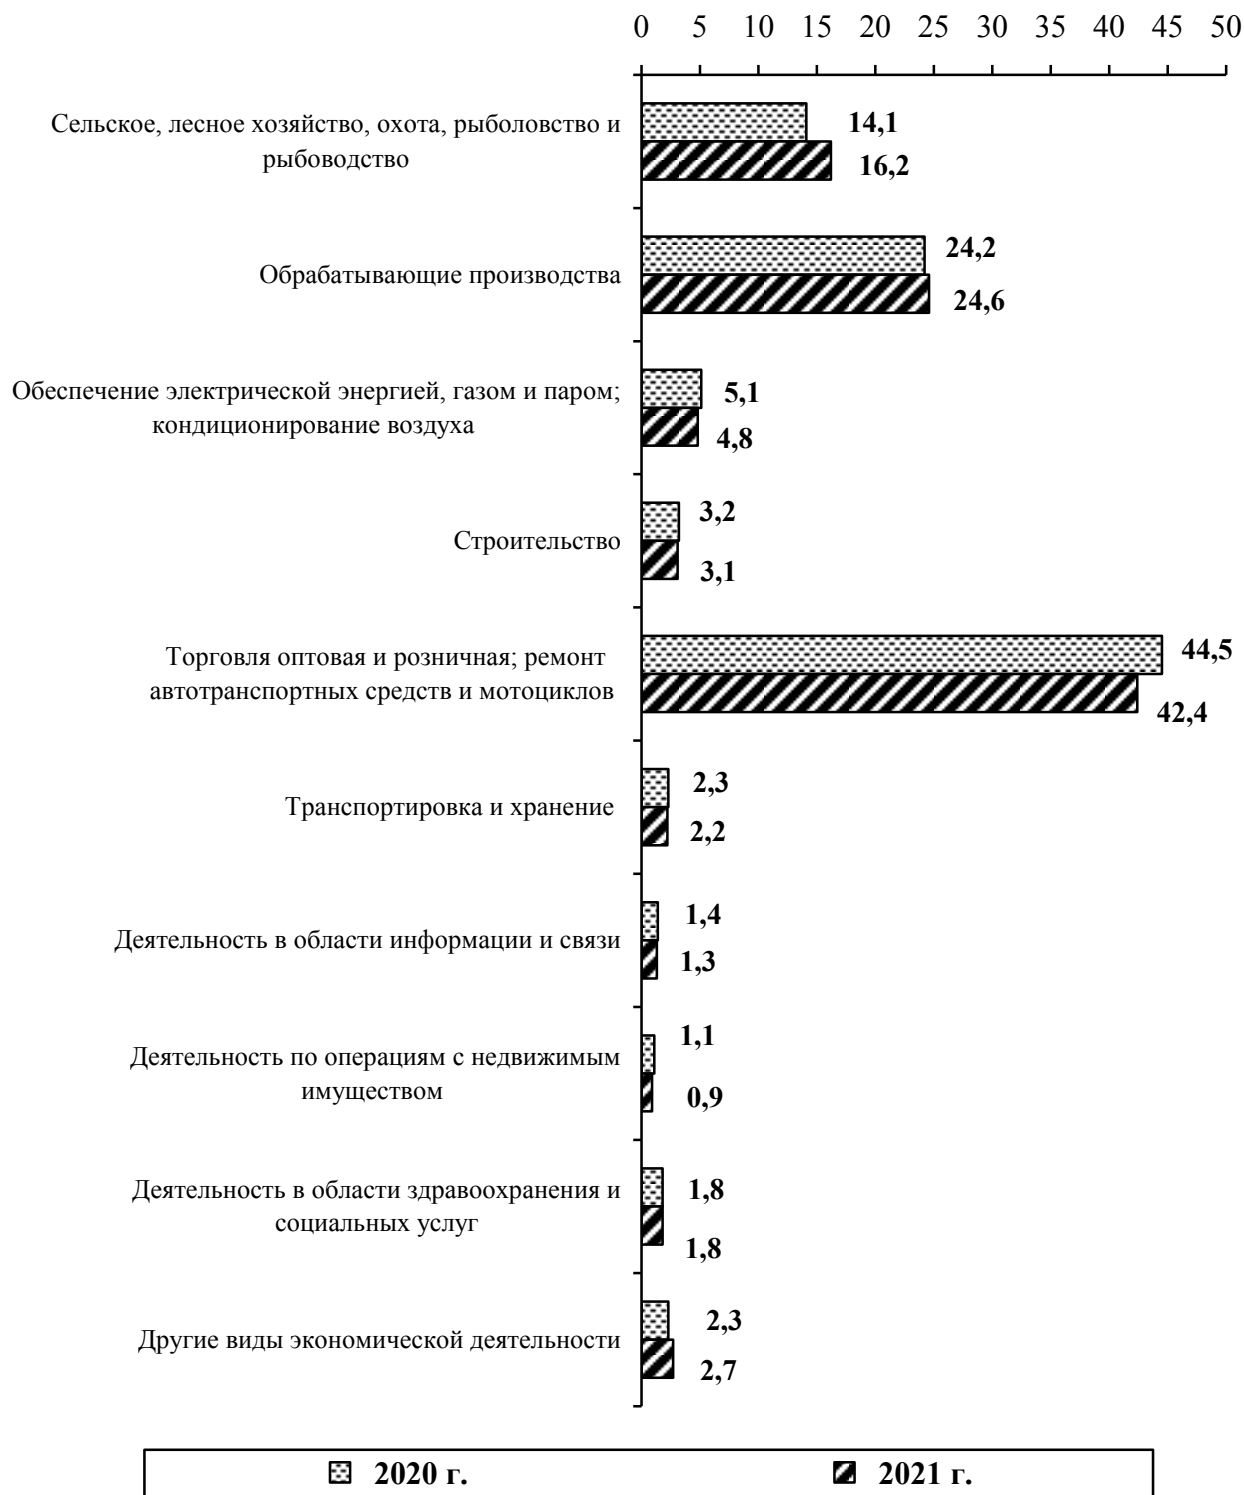 0 5 10 15 20 25 30 35 40 45 50
Сельское, лесное хозяйство, охота, рыболовство и
рыбоводство
14,1
16,2
Обрабатывающие производства
24,2
24,6
Обеспечение электрической энергией, газом и паром;
кондиционирование воздуха
5,1
4,8
Строительство
3,2
3,1
Торговля оптовая и розничная; ремонт
автотранспортных средств и мотоциклов
44,5
42,4
Транспортировка и хранение
2,3
2,2
Деятельность в области информации и связи
1,4
1,3
Деятельность по операциям с недвижимым
имуществом
1,1
0,9
Деятельность в области здравоохранения и
социальных услуг
1,8
1,8
Другие виды экономической деятельности
2,3
2,7
2020 г. 2021 г.